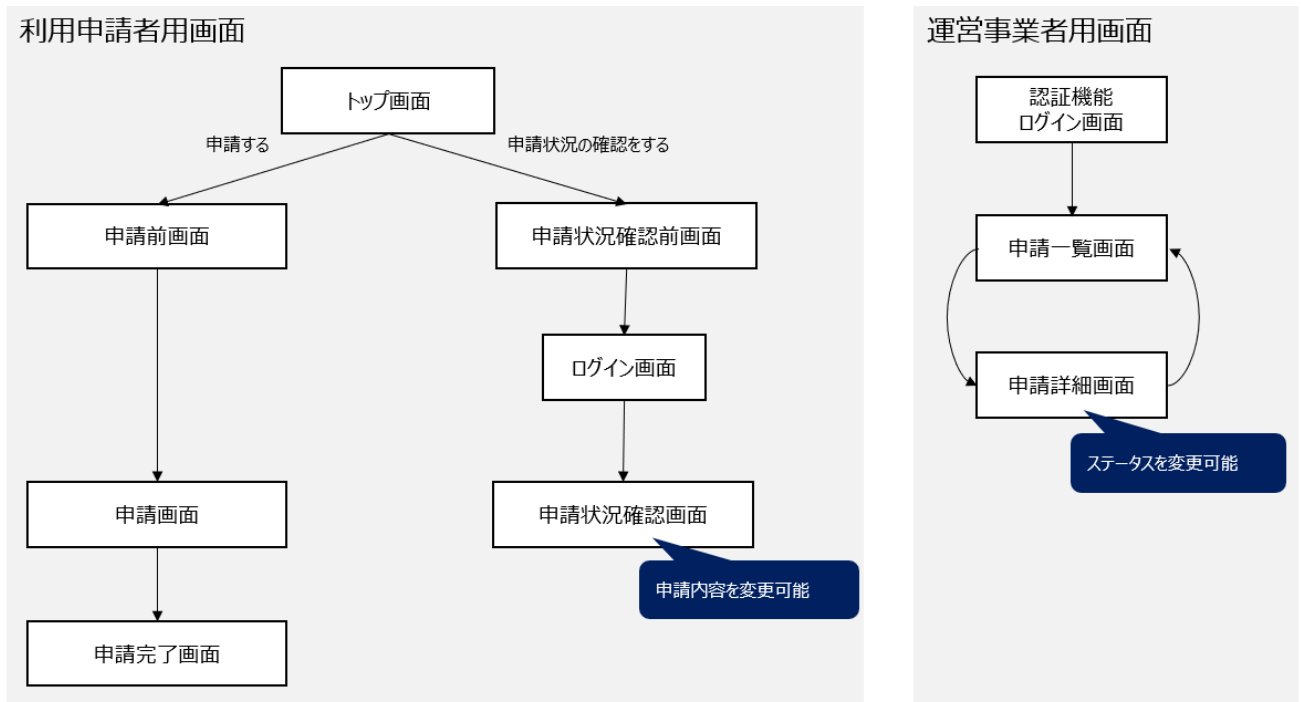 利用申請者用画面
トップ画面
申請する
申請状況の確認をする
申請前画面
申請状況確認前画面
ログイン画面
申請画面
申請状況確認画面
申請内容を変更可能
申請完了画面
運営事業者用画面
認証機能
ログイン画面
申請一覧画面
申請詳細画面
ステータスを変更可能